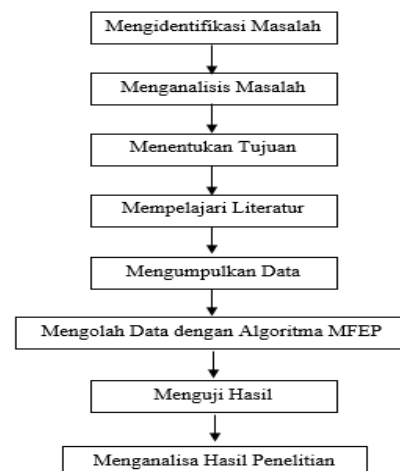 Mengidentifikasi Masalah
Menganalisis Masalah
Menentukan Tujuan
Mempelajari Literatur
Mengumpulkan Data
Mengolah Data dengan Algoritma MFEP
Menguji Hasil
Menganalisa Hasil Penelitian